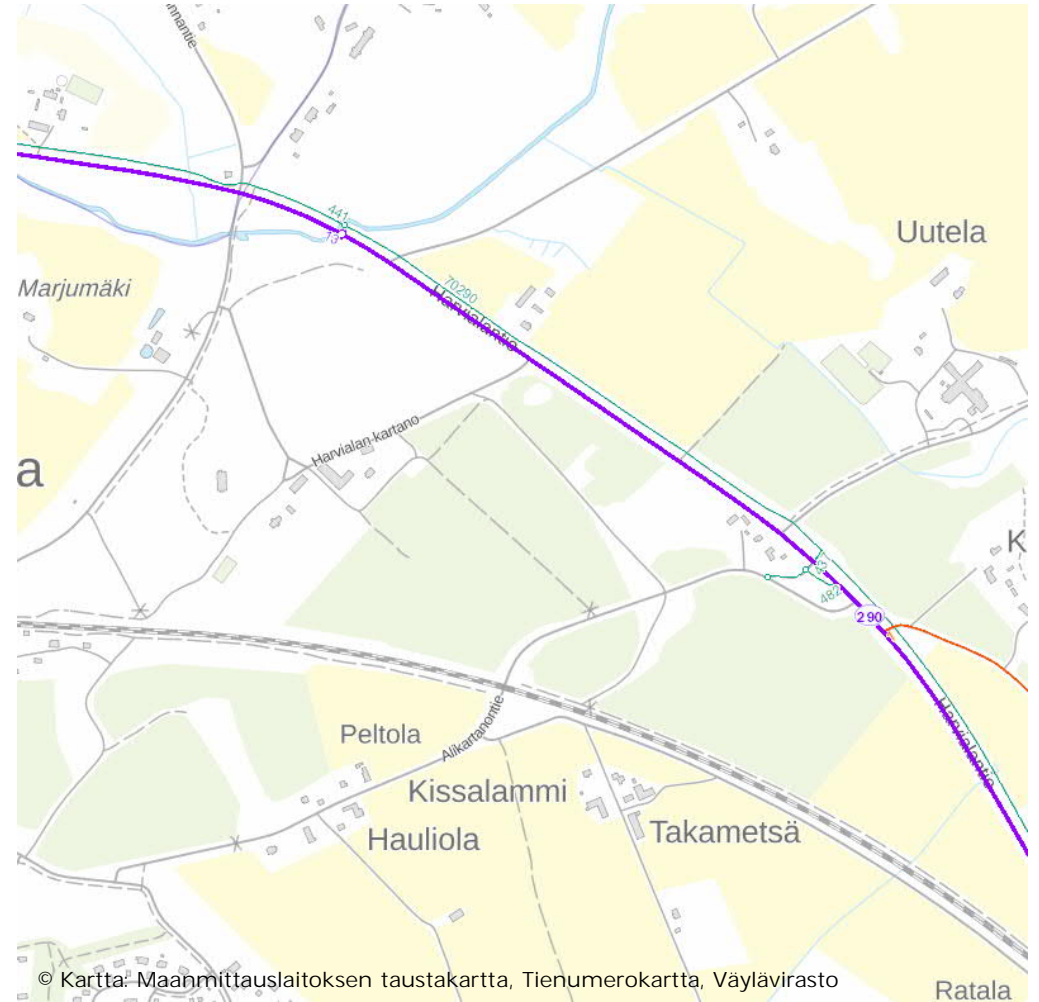 441
73
Uutela
Marjumäki
70290
Harvialantie
Harvialan kartano
a
K
482
290
Harvialantie
Alikartanontie
Peltola
Kissalammi
Hauliola
Takametsä
© Kartta: Maanmittauslaitoksen taustakartta, Tienumerokartta, Väylävirasto
Ratala